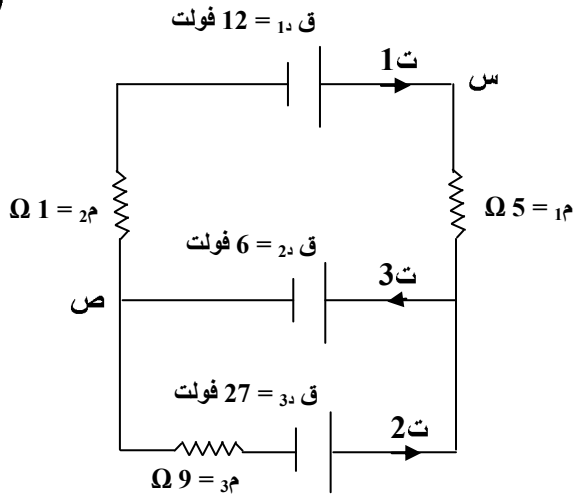 ق د1 = 12 فولت
ت1
س
م2 = 1 Ω
م1 = 5 Ω
ق د2 = 6 فولت
ت3
ص
ق د3 = 27 فولت
ت2
م3 = 9 Ω